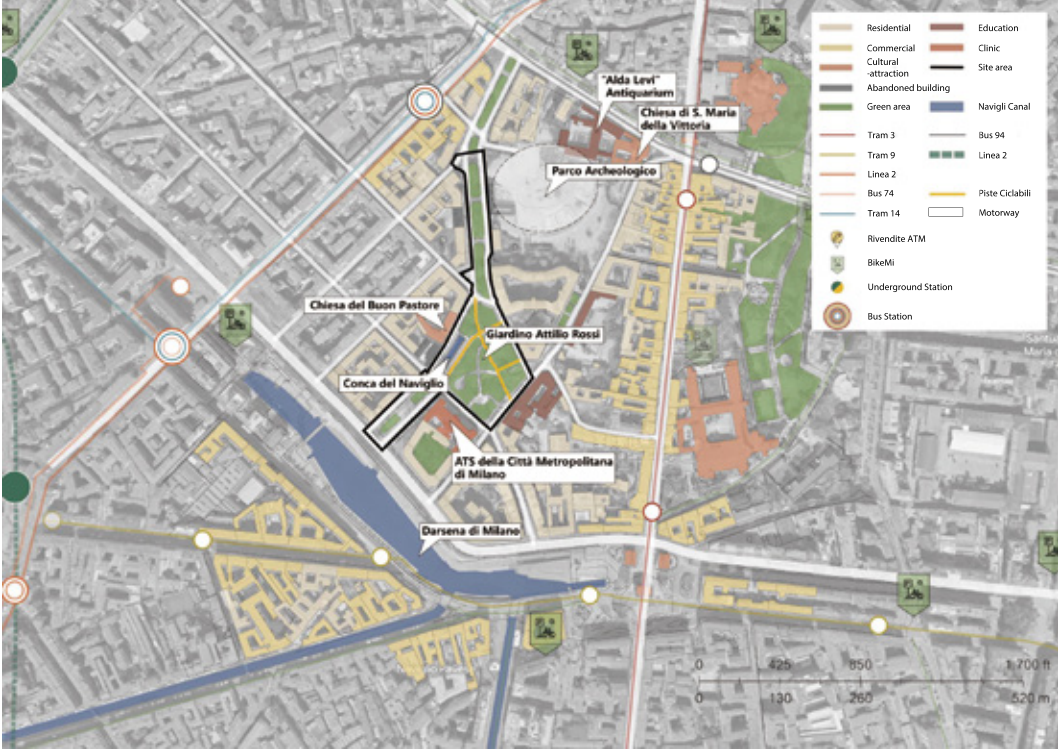 Residential
Education
Commercial
Clinic
Cultural
-attraction
Site area
Abandoned building
Green area
Navigli Canal
Tram 3
Bus 94
Tram 9
Linea 2
Linea 2
Bus 74
Piste Ciclabili
Tram 14
Motorway
Rivendite ATM
BikeMi
Underground Station
Bus Station
"Alda Levi"
Antiquarium
Chiesa di S. Maria
della Vittoria
Parco Archeologico
Chiesa del Buon Pastore
Giardino Attilio Rossi
Conca del Naviglio
ATS della Città Metropolitana
di Milano
Darsena di Milano
0 425 850 1 700 ft
0 130 260 520 m